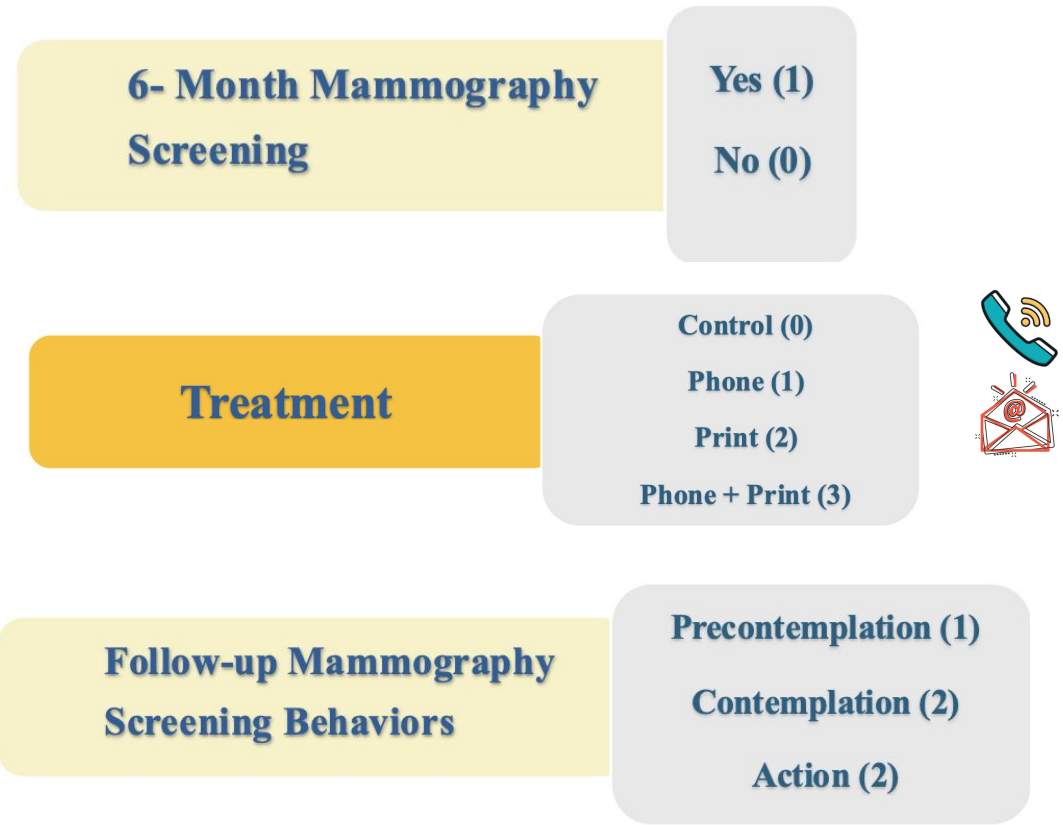 6- Month Mammography
Screening
Yes (1)
No (0)
Treatment
Control (0)
Phone (1)
Print (2)
Phone + Print (3)
@
Follow-up Mammography
Screening Behaviors
Precontemplation (1)
Contemplation (2)
Action (2)